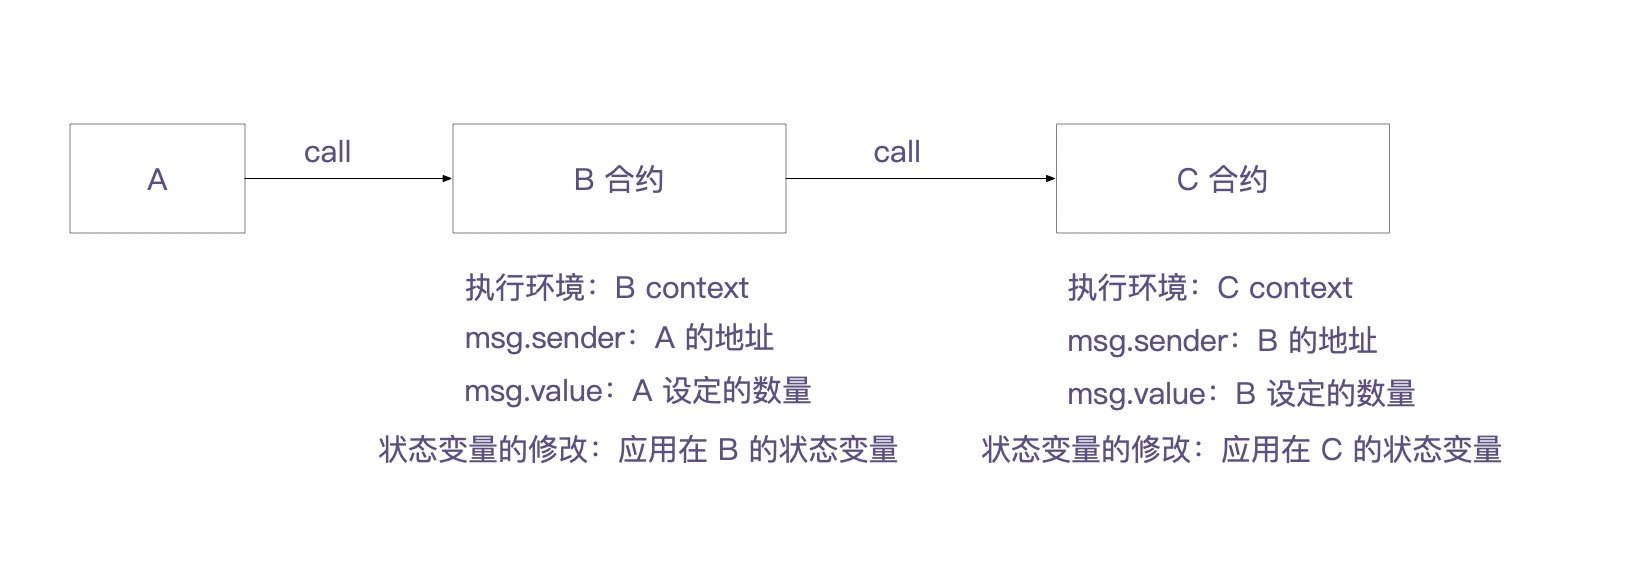 A
call
B 合约
call
C 合约
执行环境：B context
msg.sender：A 的地址
msg.value：A 设定的数量
状态变量的修改：应用在 B 的状态变量
执行环境：C context
msg.sender：B 的地址
msg.value：B 设定的数量
状态变量的修改：应用在 C 的状态变量